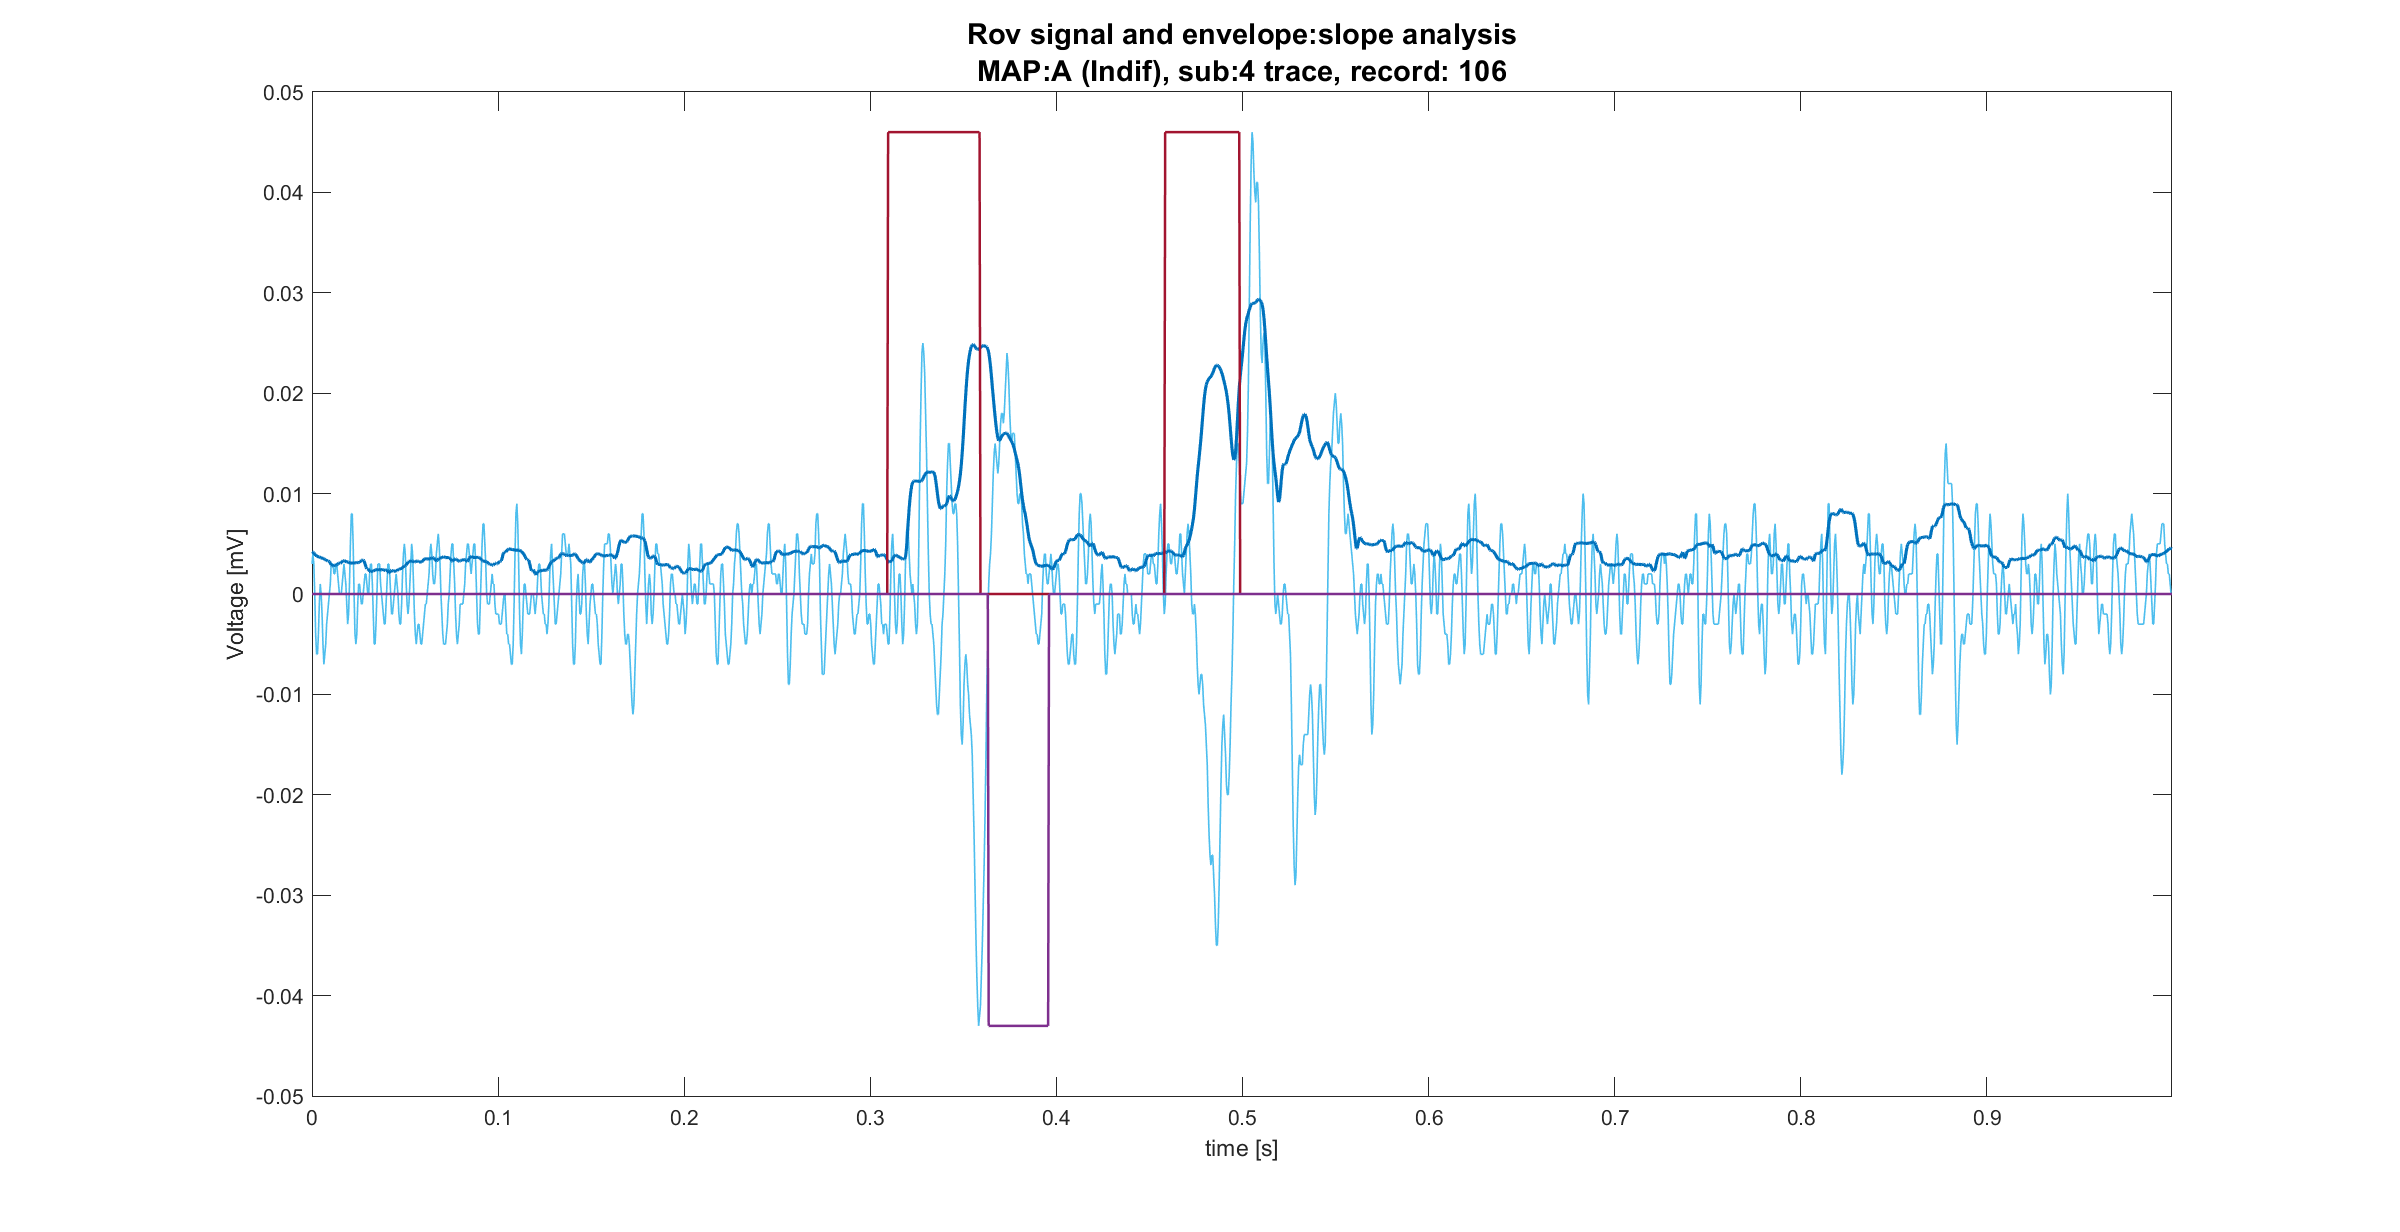 Rov signal and envelope:slope analysis
MAP:A (Indif), sub:4 trace, record: 106
0.05
0.04
0.03
0.02
0.01
0
-0.01
-0.02
-0.03
-0.04
-0.05
Voltage [mV]
0 0.1 0.2 0.3 0.4 0.5 0.6 0.7 0.8 0.9
time [s]